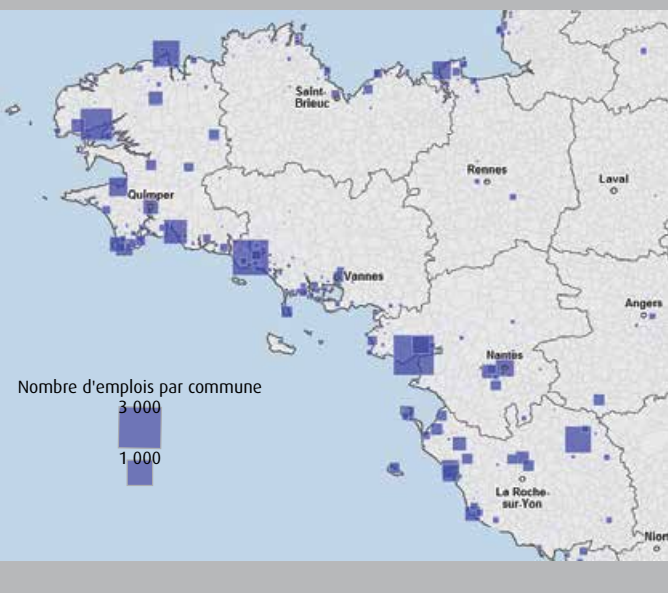 Saint-
Brieuc
Rennes
Laval
Quimper
Vannes
Angers
Nantes
Nombre d'emplois par commune
3 000
1 000
La Roche-
sur-Yon
Niort